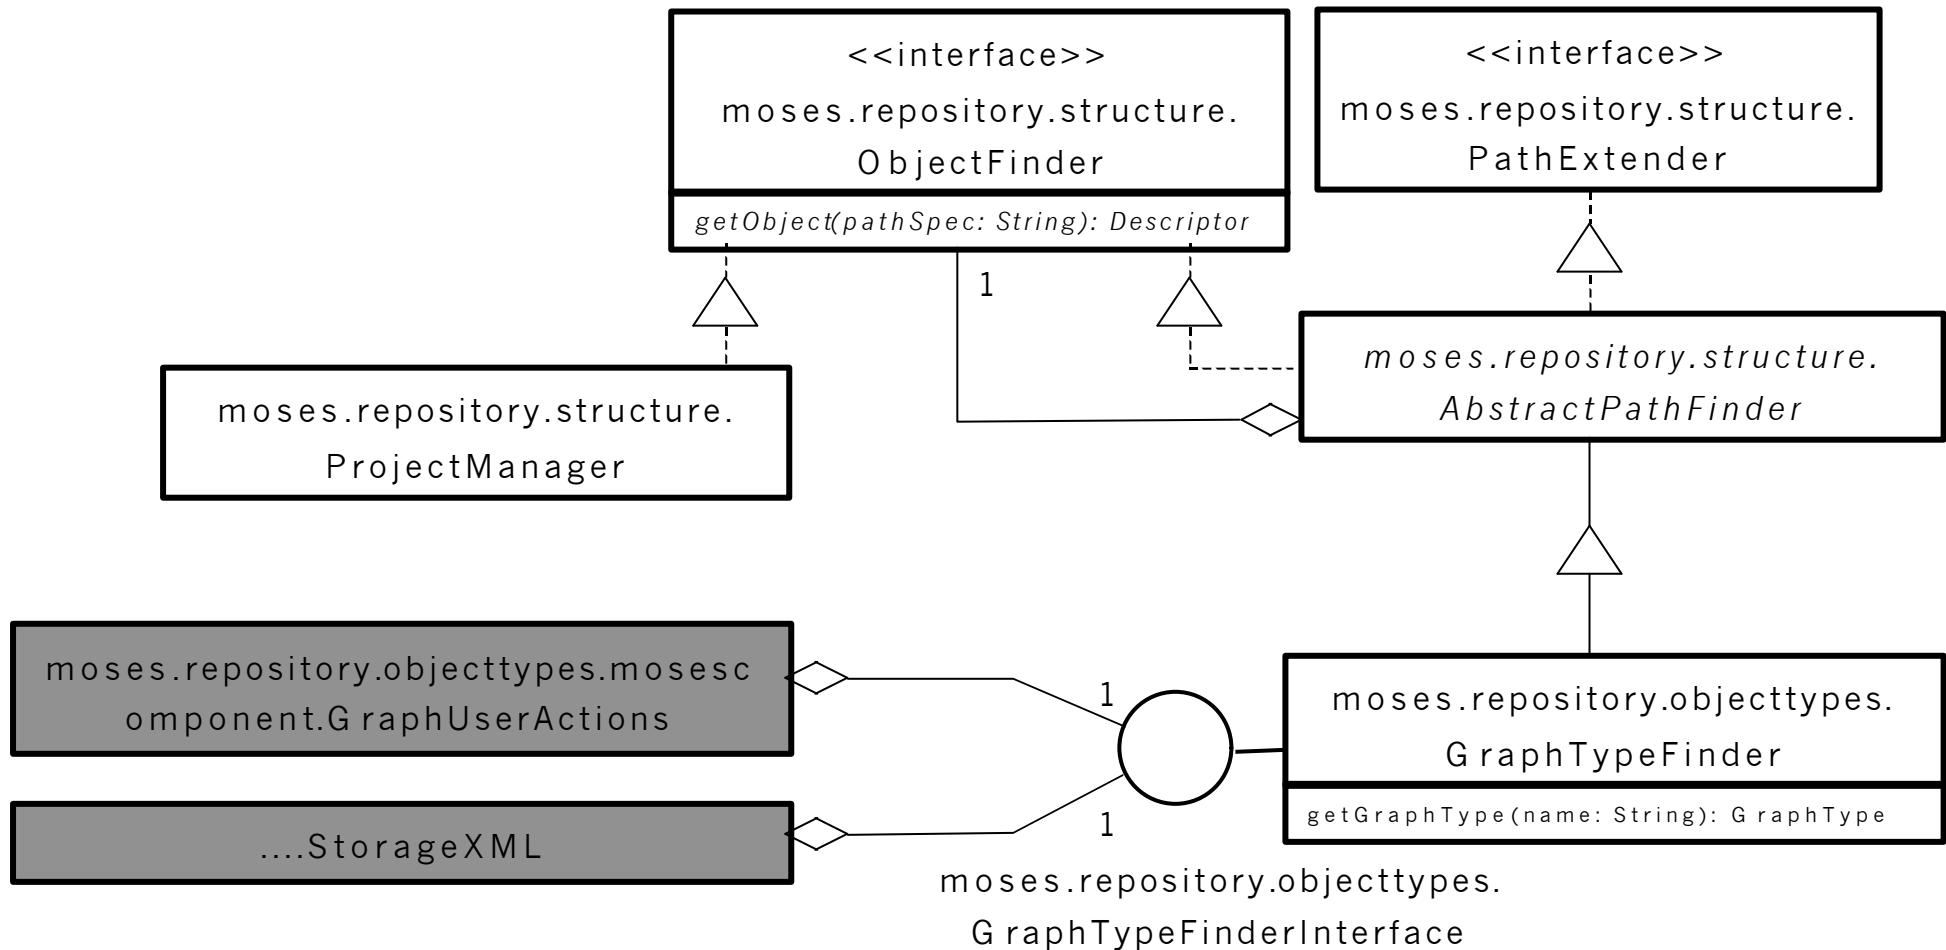 <<interface>>
moses.repository.structure.
ObjectFinder
getObject(pathSpec: String): Descriptor
<<interface>>
moses.repository.structure.
PathExtender
1
moses.repository.structure.
AbstractPathFinder
moses.repository.structure.
ProjectManager
moses.repository.objecttypes.mosesc
omponent.GraphUserActions
1
moses.repository.objecttypes.
GraphTypeFinder
getGraphType(name: String): GraphType
....StorageXML
1
moses.repository.objecttypes.
GraphTypeFinderInterface